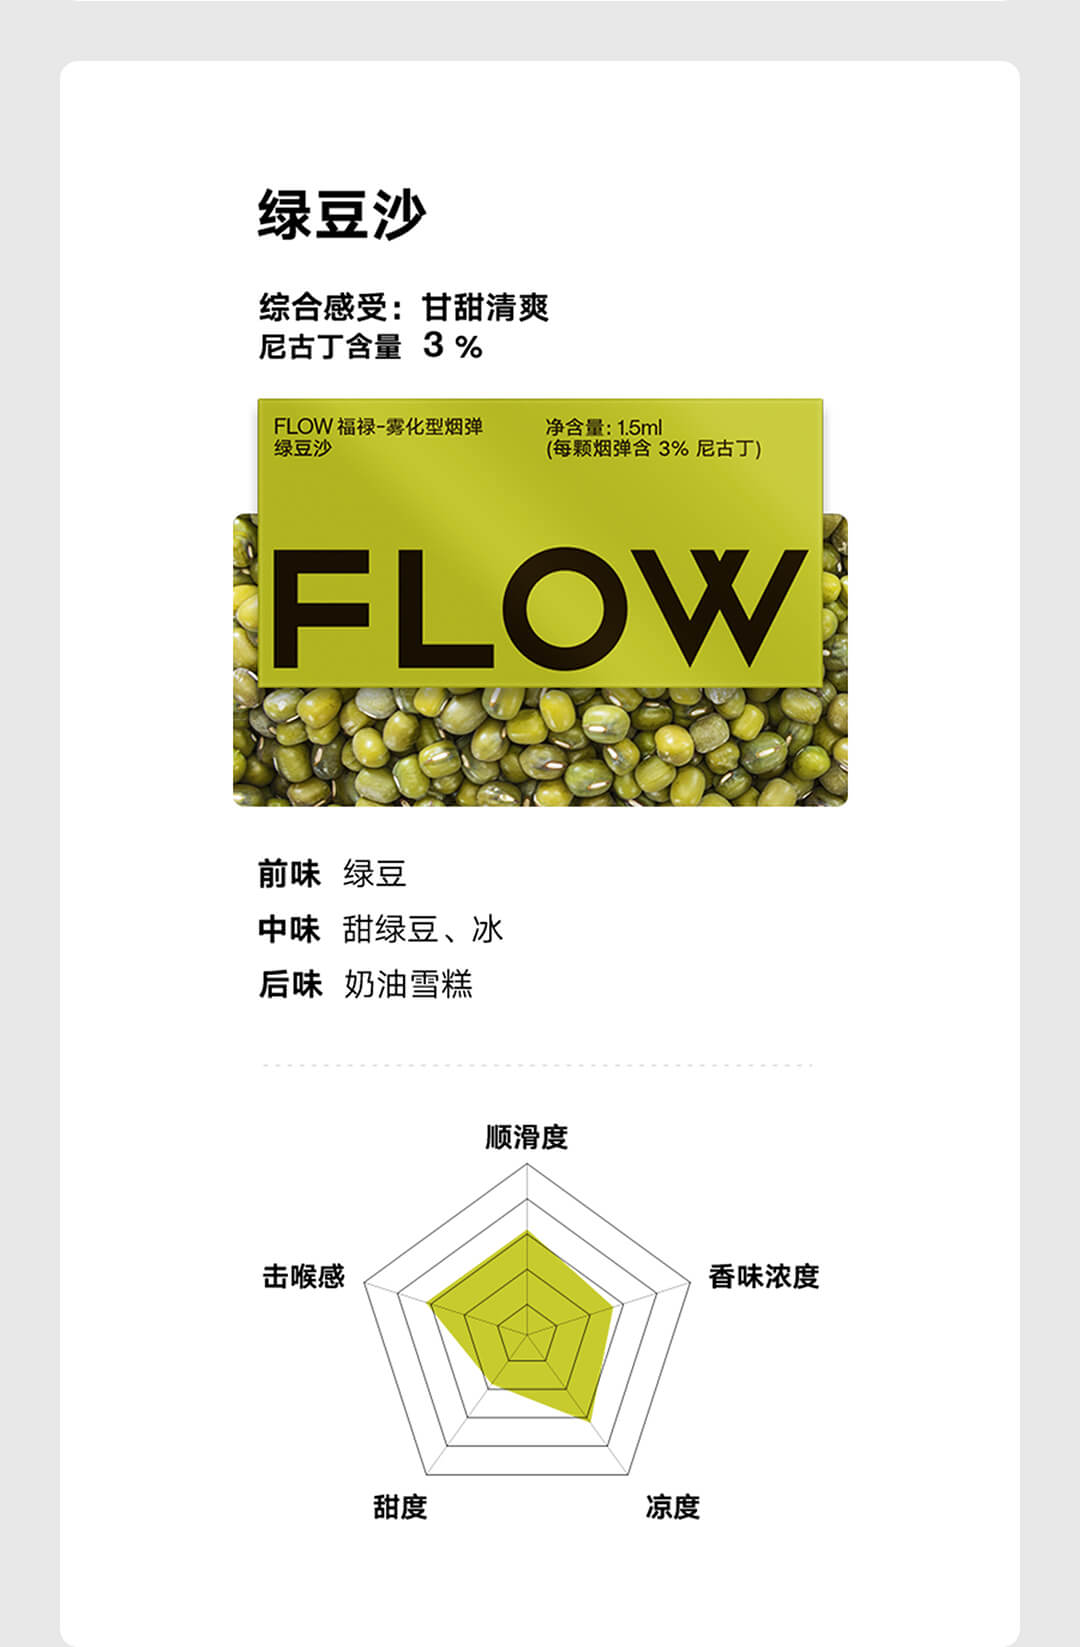 绿豆沙
综合感受：甘甜清爽
尼古丁含量 3 %
FLOW 福禄-雾化型烟弹
绿豆沙
净含量: 1.5ml
(每颗烟弹含 3% 尼古丁)
FLOW
前味 绿豆
中味 甜绿豆、冰
后味 奶油雪糕
顺滑度
击喉感
香味浓度
甜度
凉度